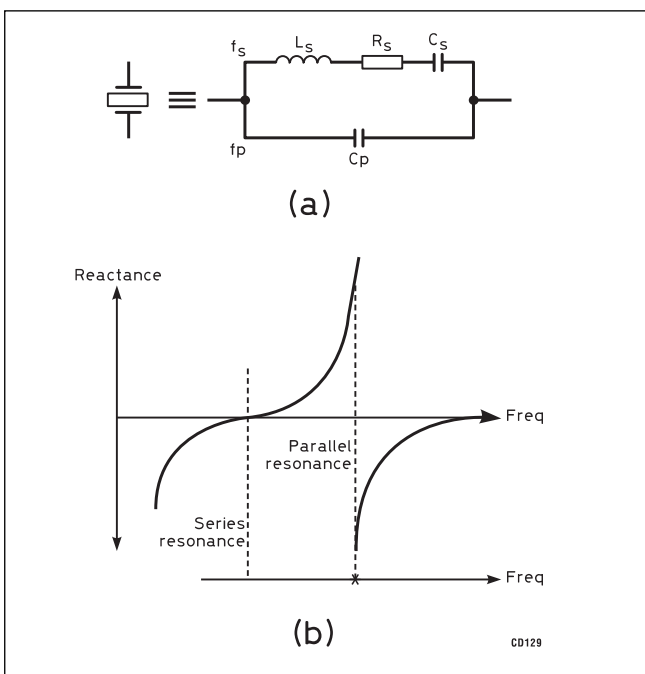 fs Ls Rs Cs
fp Cp
(a)
Reactance
Freq
Parallel
resonance
Series
resonance
Freq
(b)
CD129